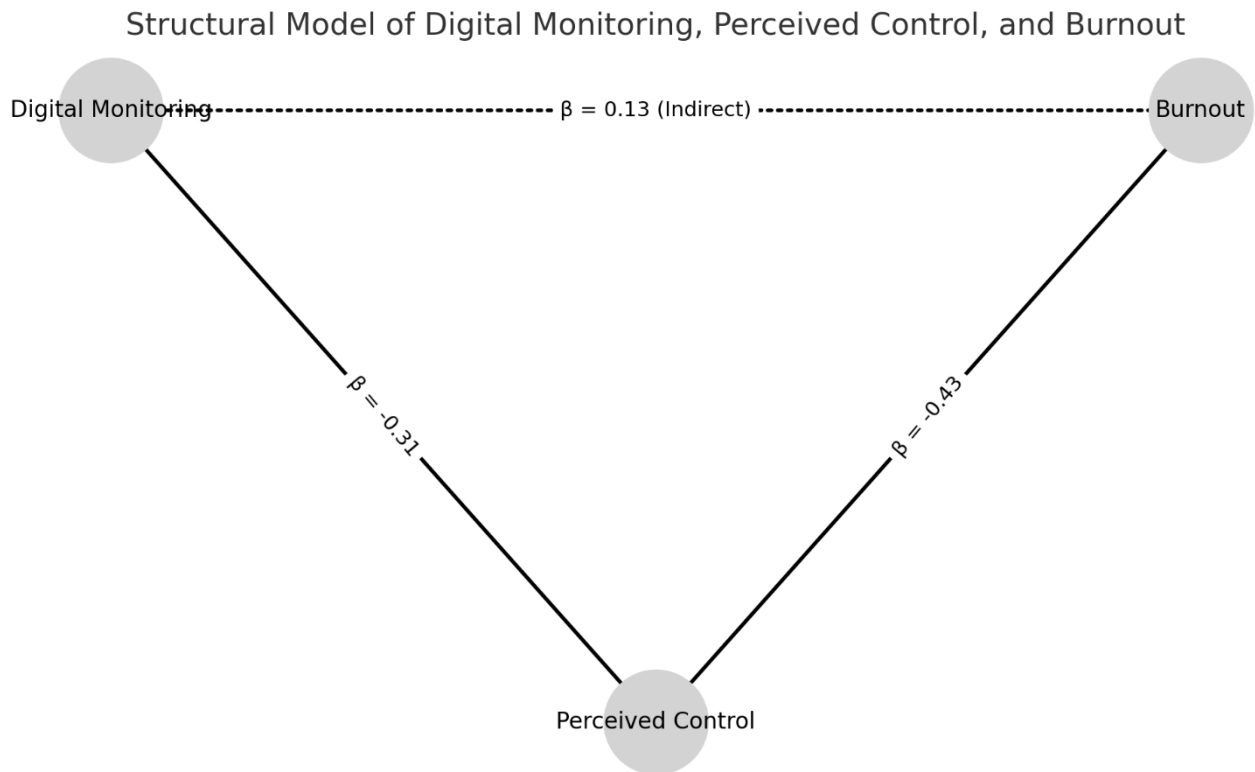 Structural Model of Digital Monitoring, Perceived Control, and Burnout
Digital Monitoring
β = 0.13 (Indirect)
Burnout
β = -0.31
β = -0.43
Perceived Control